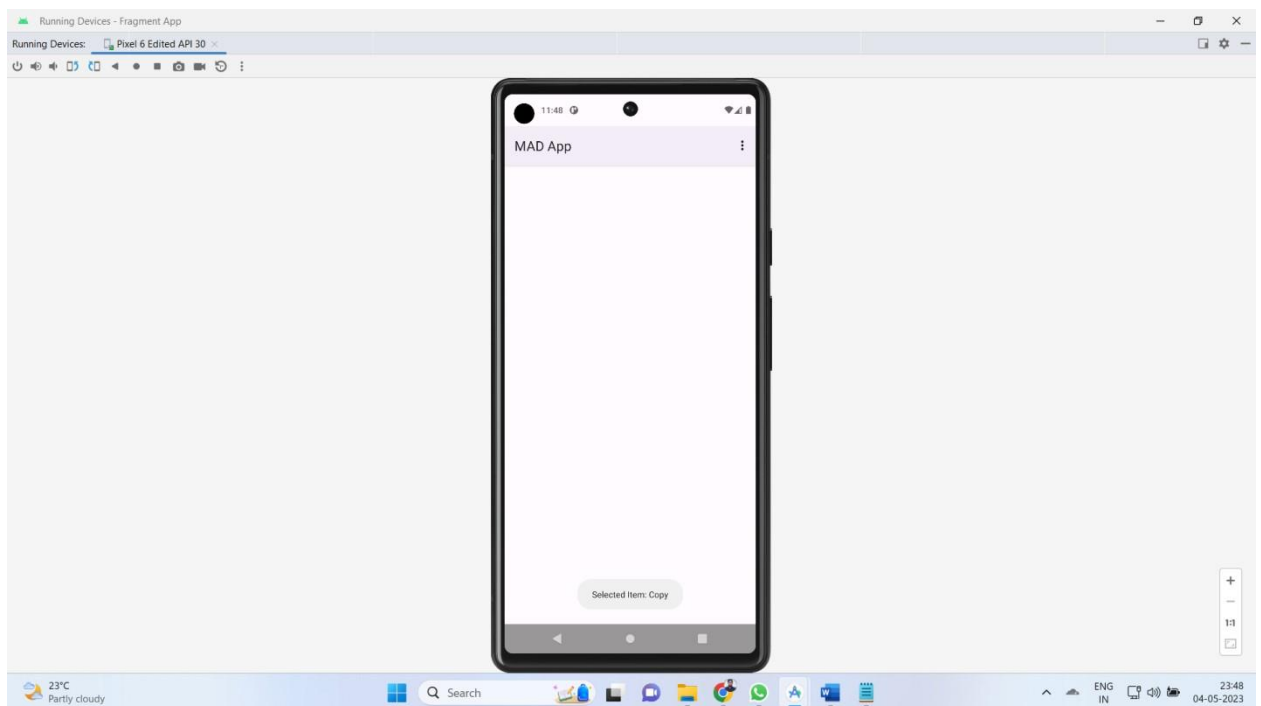 Running Devices - Fragment App
Running Devices: Pixel 6 Edited API 30
11:48
MAD App
Selected Item: Copy
1:1
23°C
Partly cloudy
Search
ENG
IN
23:48
04-05-2023